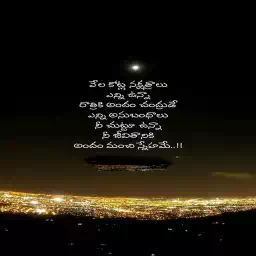 వేల కోట్ల నక్షత్రాలు
ఎన్ని ఉన్నా
రాత్రికి అందం చంద్రుడే
ఎన్ని అనుబంధాలు
నీ చుట్టూ ఉన్నా
నీ జీవితానికి
అందం మంచి స్నేహమే..!!